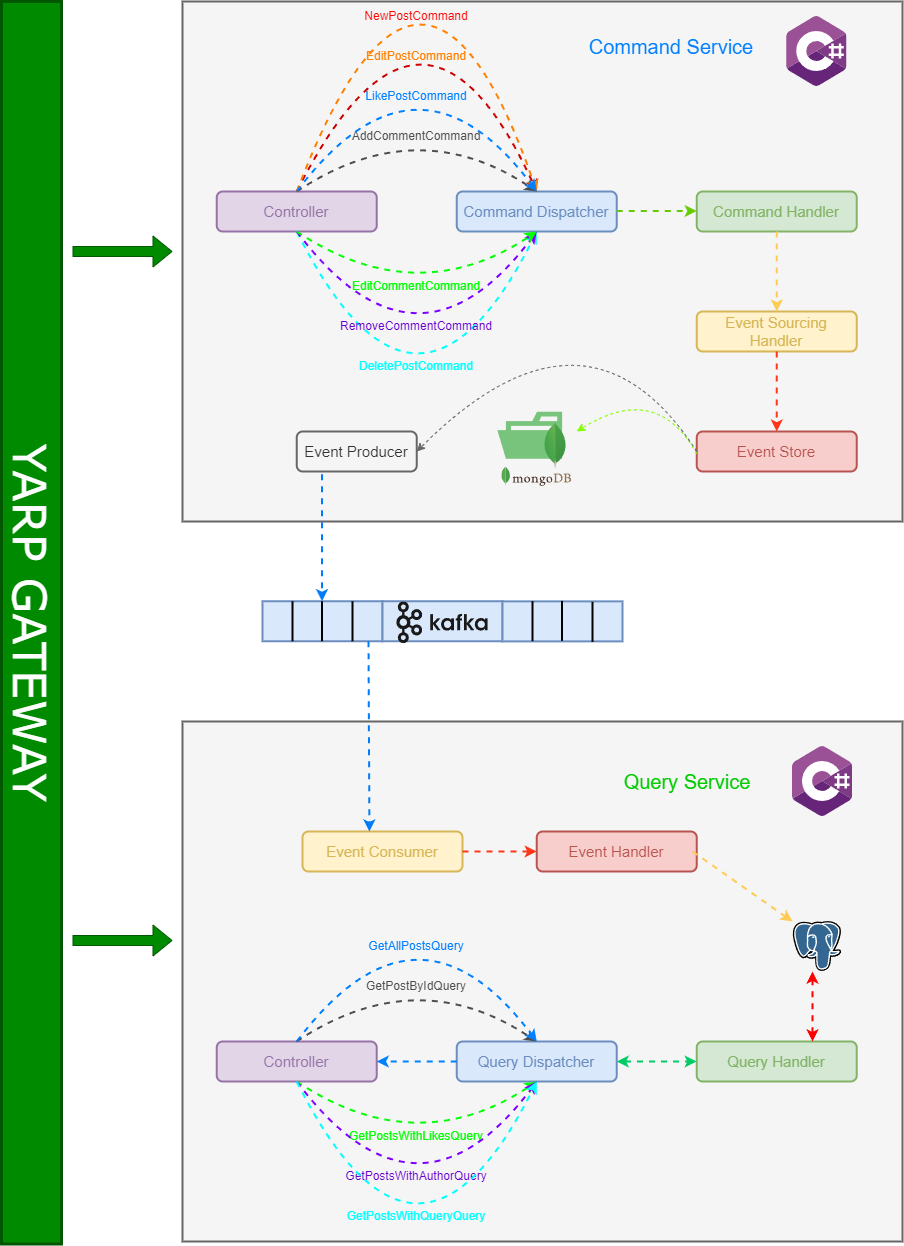 YARP GATEWAY
NewPostCommand
EditPostCommand
LikePostCommand
AddCommentCommand
Command Service
C#
Controller
Command Dispatcher
Command Handler
EditCommentCommand
RemoveCommentCommand
DeletePostCommand
Event Sourcing
Handler
Event Producer
mongoDB
Event Store
kafka
Query Service
C#
Event Consumer
Event Handler
GetAllPostsQuery
GetPostByIdQuery
Controller
Query Dispatcher
Query Handler
GetPostsWithLikesQuery
GetPostsWithAuthorQuery
GetPostsWithQueryQuery